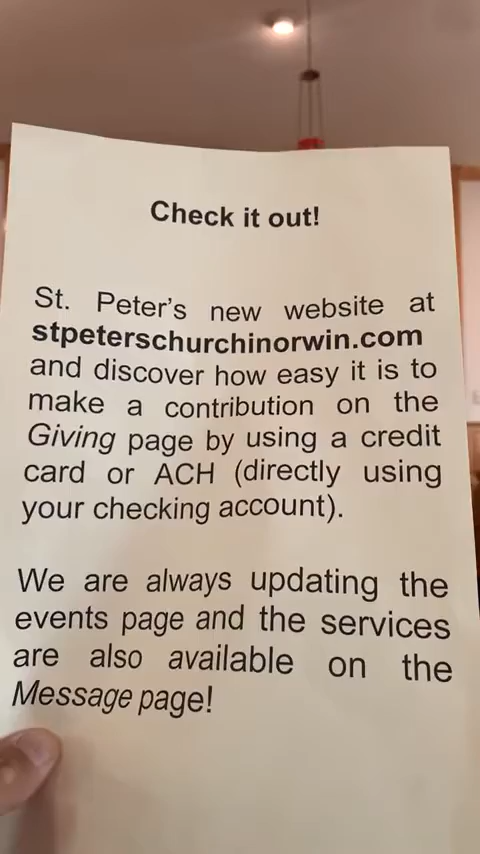 Check it out!
St. Peter's new website at
stpeterschurchinorwin.com
and discover how easy it is to
make a contribution on the
Giving page by using a credit
card or ACH (directly using
your checking account).
We are always updating the
events page and the services
are also available on the
Message page!